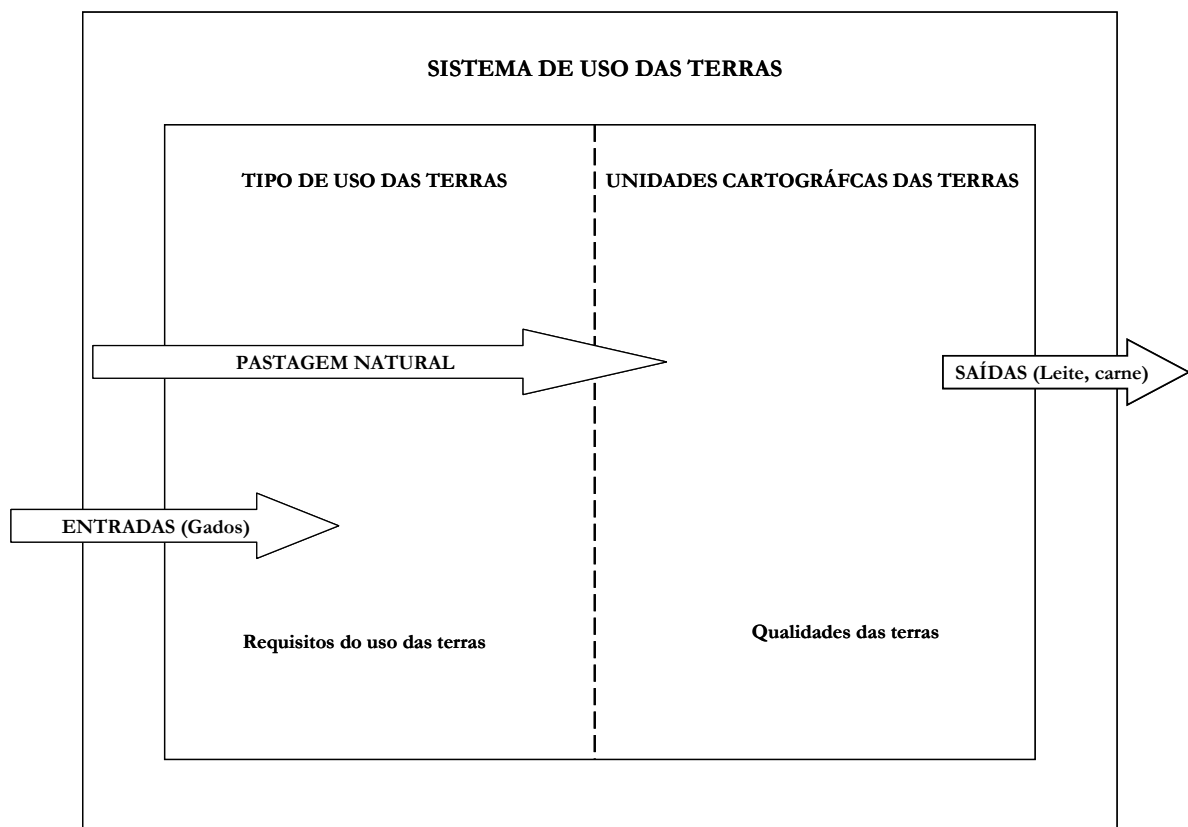 SISTEMA DE USO DAS TERRAS
TIPO DE USO DAS TERRAS
UNIDADES CARTOGRÁFCAS DAS TERRAS
PASTAGEM NATURAL
SAÍDAS (Leite, carne)
ENTRADAS (Gados)
Requisitos do uso das terras
Qualidades das terras